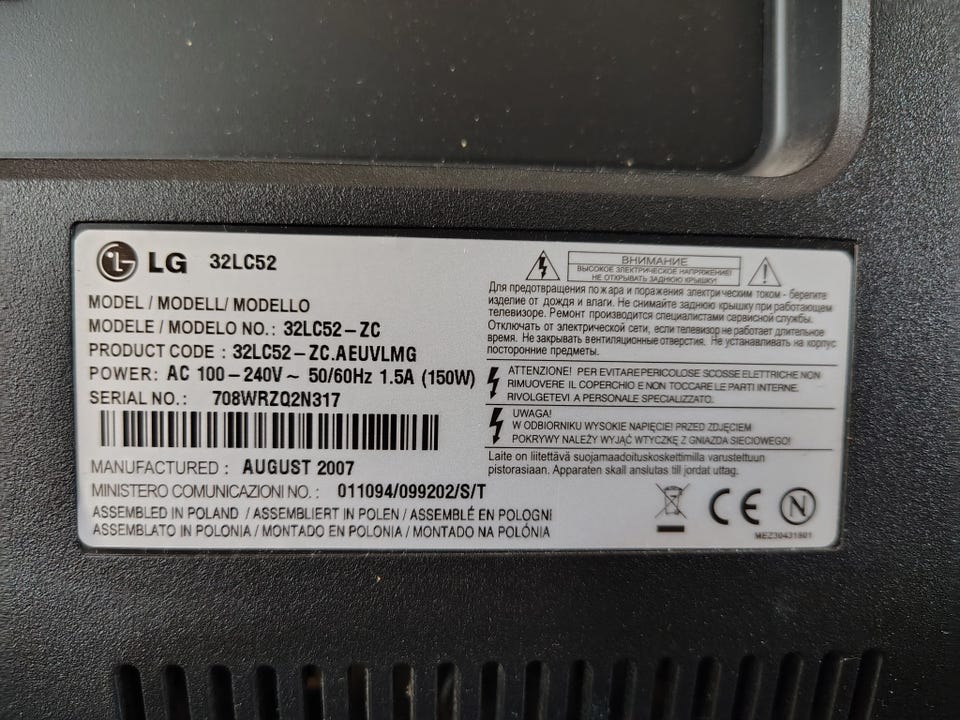 LG 32LC52
MODEL / MODELL/ MODELLO
MODELE / MODELO NO.: 32LC52-ZC
PRODUCT CODE : 32LC52-ZC.AEUVLMG
POWER: AC 100-240V~ 50/60Hz 1.5A (150W)
SERIAL NO.: 708WRZQ2N317
MANUFACTURED : AUGUST 2007
MINISTERO COMUNICAZIONI NO.: 011094/099202/S/T
ASSEMBLED IN POLAND / ASSEMBLIERT IN POLEN / ASSEMBLÉ EN POLOGNI
ASSEMBLATO IN POLONIA / MONTADO EN POLONIA / MONTADO NA POLÓNIA
ВНИМАНИЕ
ВЫСОКОЕ ЭЛЕКТРИЧЕСКОЕ НАПРЯЖЕНИЕ!
НЕ ОТКРЫВАТЬ ЗАДНЮЮ КРЫШКУ!
Для предотвращения пожара и поражения электрическим током - берегите
изделие от дождя и влаги. Не снимайте заднюю крышку при работающем
телевизоре. Ремонт производится специалистами сервисной службы.
Отключать от электрической сети, если телевизор не работает длительное
время. Не закрывать вентиляционные отверстия. Не устанавливать на корпус
посторонние предметы.
ATTENZIONE! PER EVITARE PERICOLOSE SCOSSE ELETTRICHE NON
RIMUOVERE IL COPERCHIO E NON TOCCARE LE PARTI INTERNE.
RIVOLGETEVI A PERSONALE SPECIALIZZATO.
UWAGA!
W ODBIORNIKU WYSOKIE NAPIĘCIE! PRZED ZDJĘCIEM
POKRYWY NALEŻY WYJĄĆ WTYCZKĘ Z GNIAZDA SIECIOWEGO!
Laite on liitettävä suojamaadoituskoskettimilla varustettuun
pistorasiaan. Apparaten skall anslutas till jordat uttag.
CE N
MEZ30431801